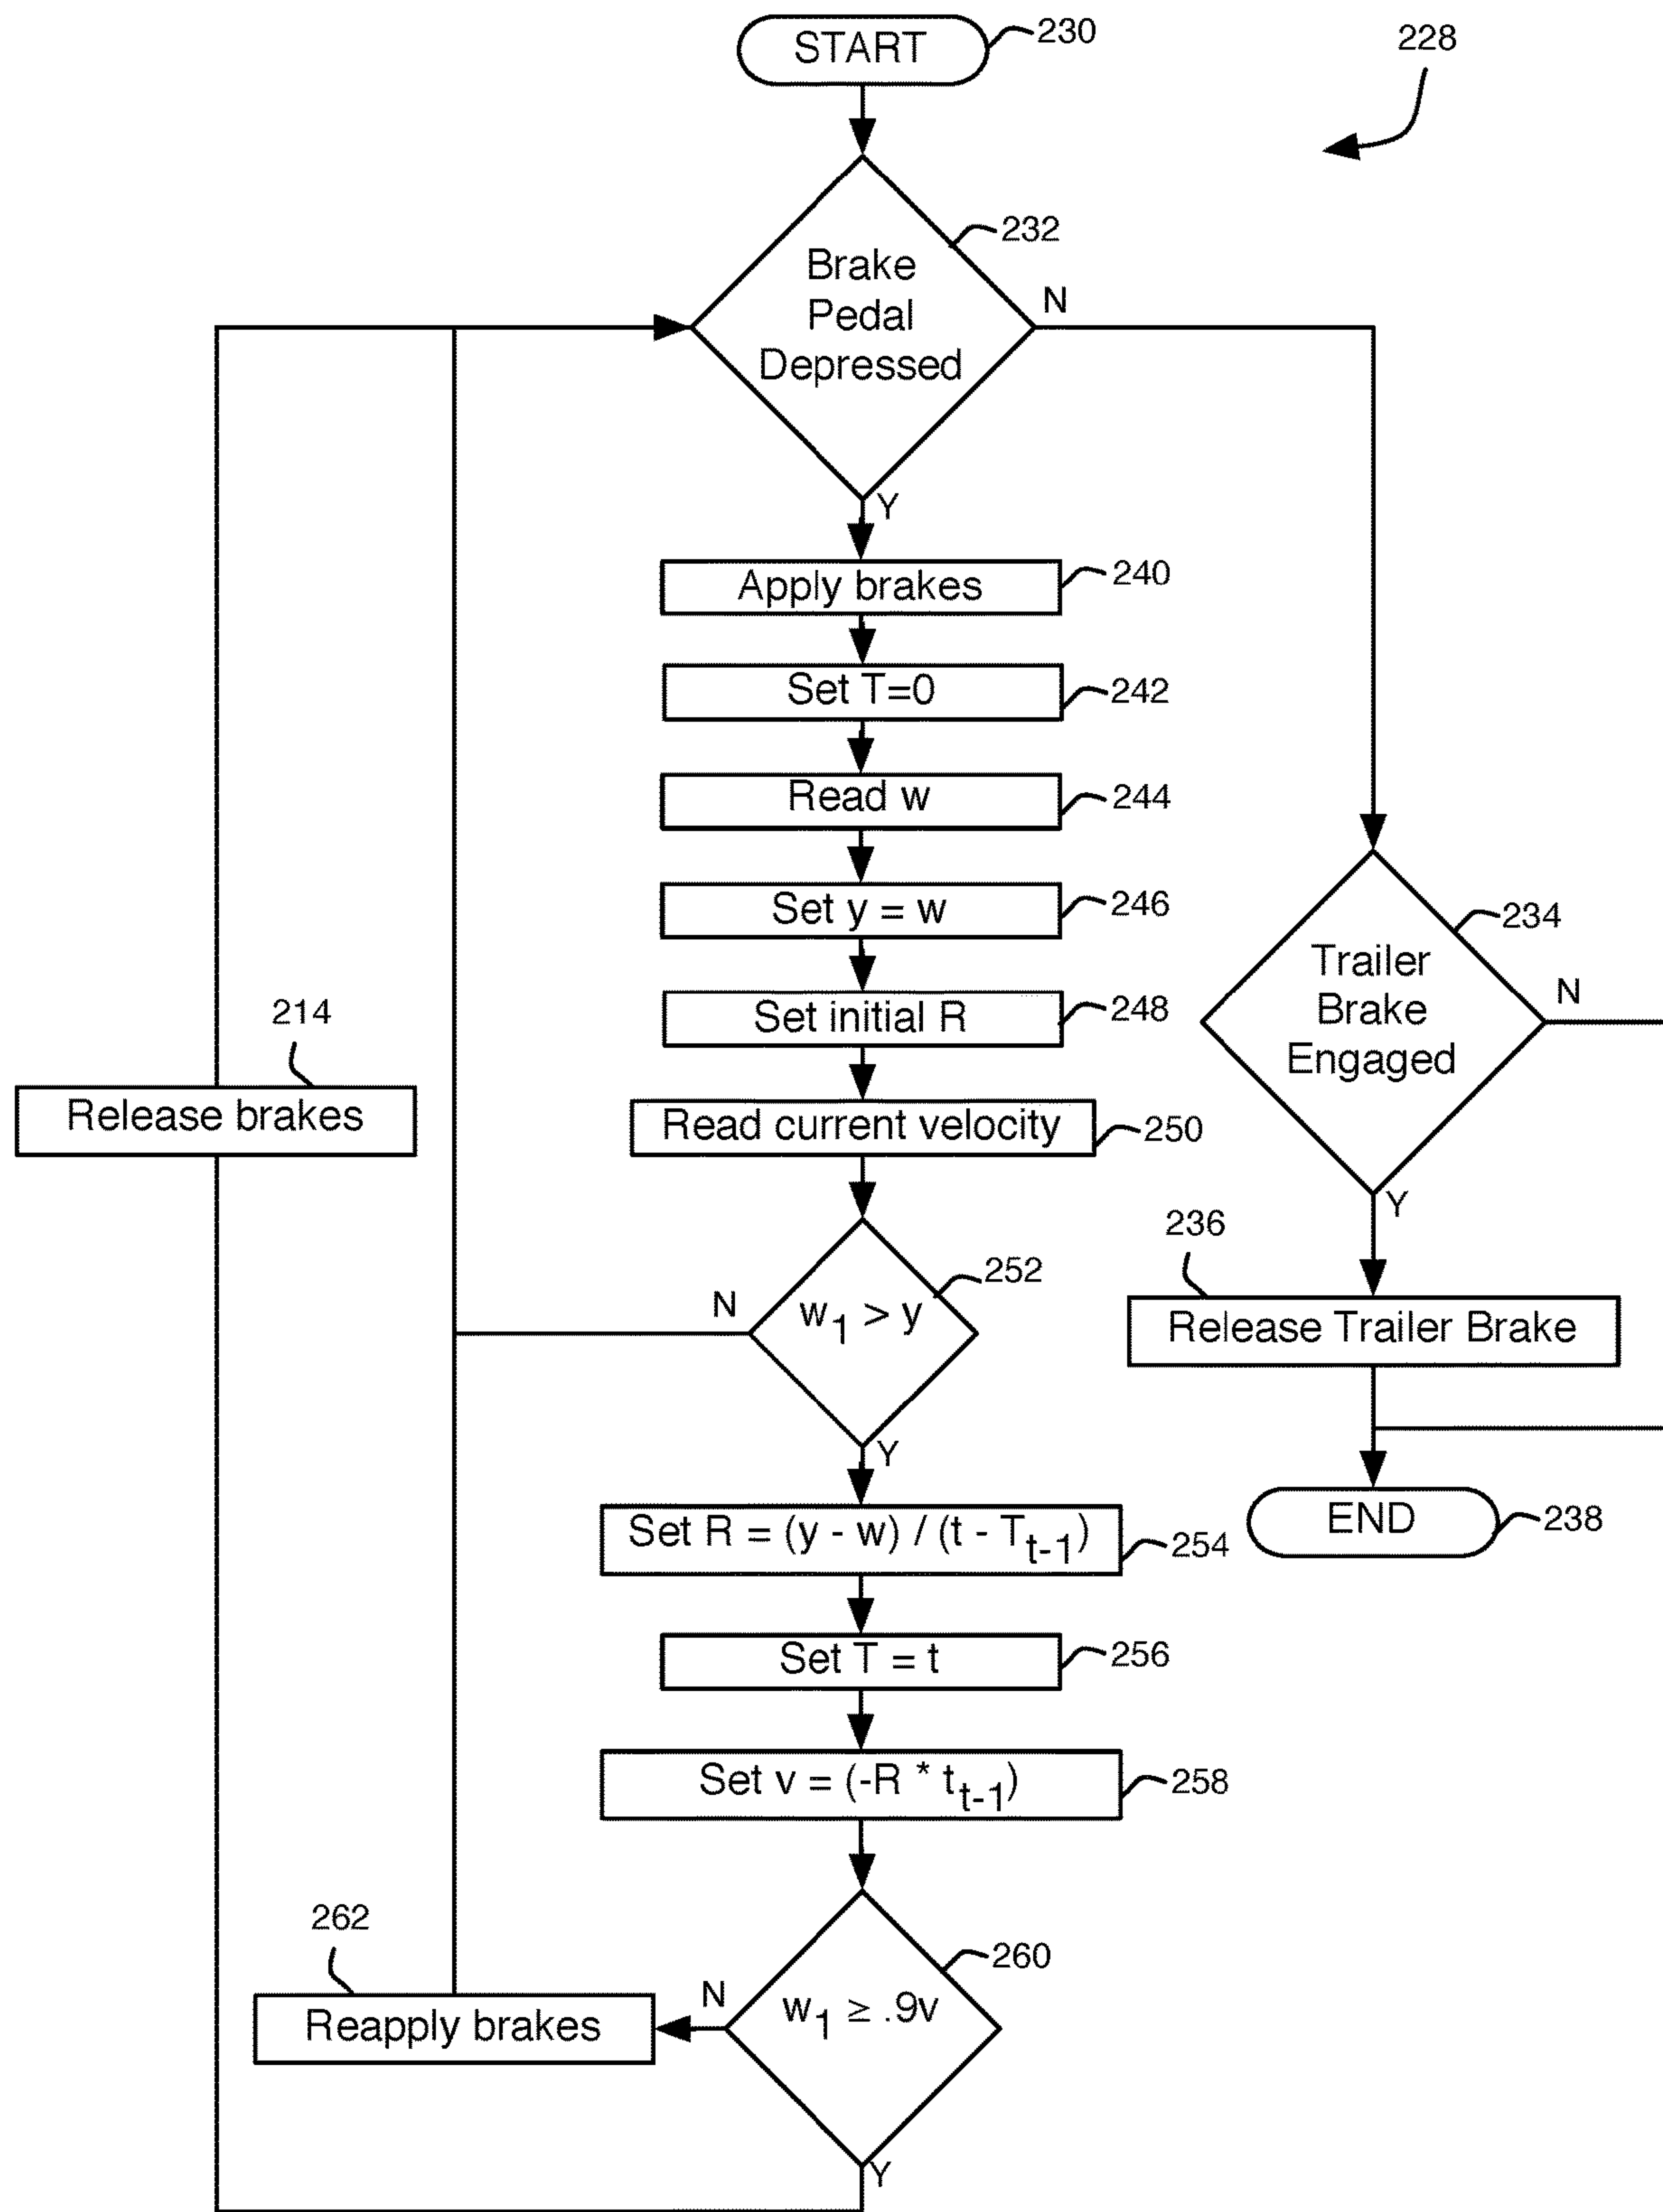 START
230
228
Brake
Pedal
Depressed
232
N
Y
Apply brakes
240
Set T=0
242
Read w
244
Set y = w
246
Set initial R
248
Read current velocity
250
214
Release brakes
Trailer
Brake
Engaged
234
N
Y
236
Release Trailer Brake
END
238
w₁ > y
252
N
Y
Set R = (y - w) / (t - Tₜ₋₁)
254
Set T = t
256
Set v = (-R * tₜ₋₁)
258
w₁ ≥ .9v
260
N
Y
262
Reapply brakes